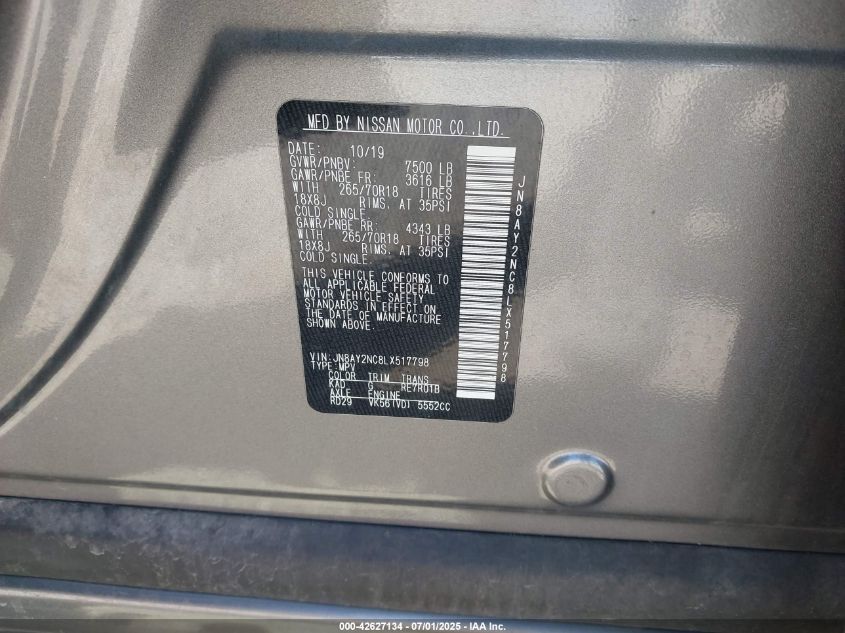 MFD BY NISSAN MOTOR CO.,LTD.
DATE: 10/19
GVWR/PNBV: 7500 LB
GAWR/PNBE FR: 3616 LB
WITH 265/70R18 TIRES
18X8J RIMS. AT 35PSI
COLD SINGLE.
GAWR/PNBE RR: 4343 LB
WITH 265/70R18 TIRES
18X8J RIMS. AT 35PSI
COLD SINGLE.
THIS VEHICLE CONFORMS TO
ALL APPLICABLE FEDERAL
MOTOR VEHICLE SAFETY
STANDARDS IN EFFECT ON
THE DATE OF MANUFACTURE
SHOWN ABOVE.
VIN: JN8AY2NC8LX517798
TYPE: MPV
COLOR TRIM TRANS
KAD G RE7R01B
AXLE ENGINE
RD29 VK56(VD) 5552CC
JN8AY2NC8LX517798
000-42627134 / 07/01/2025 - IAA Inc.